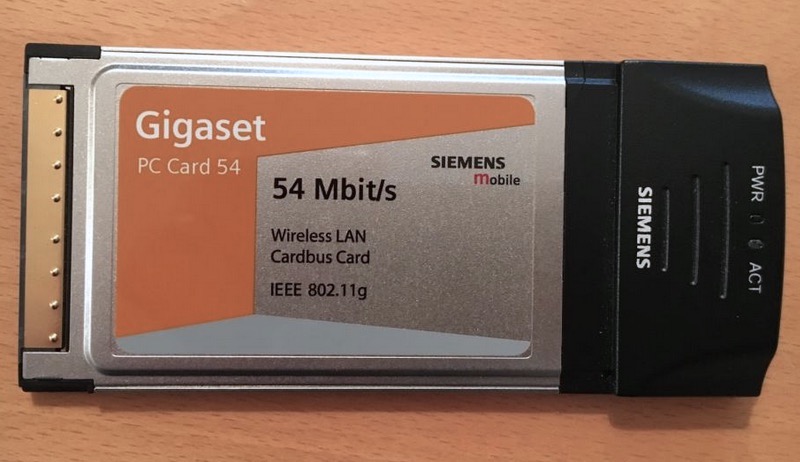 Gigaset
PC Card 54
SIEMENS
mobile
54 Mbit/s
Wireless LAN
Cardbus Card
IEEE 802.11g
SIEMENS
PWR
ACT